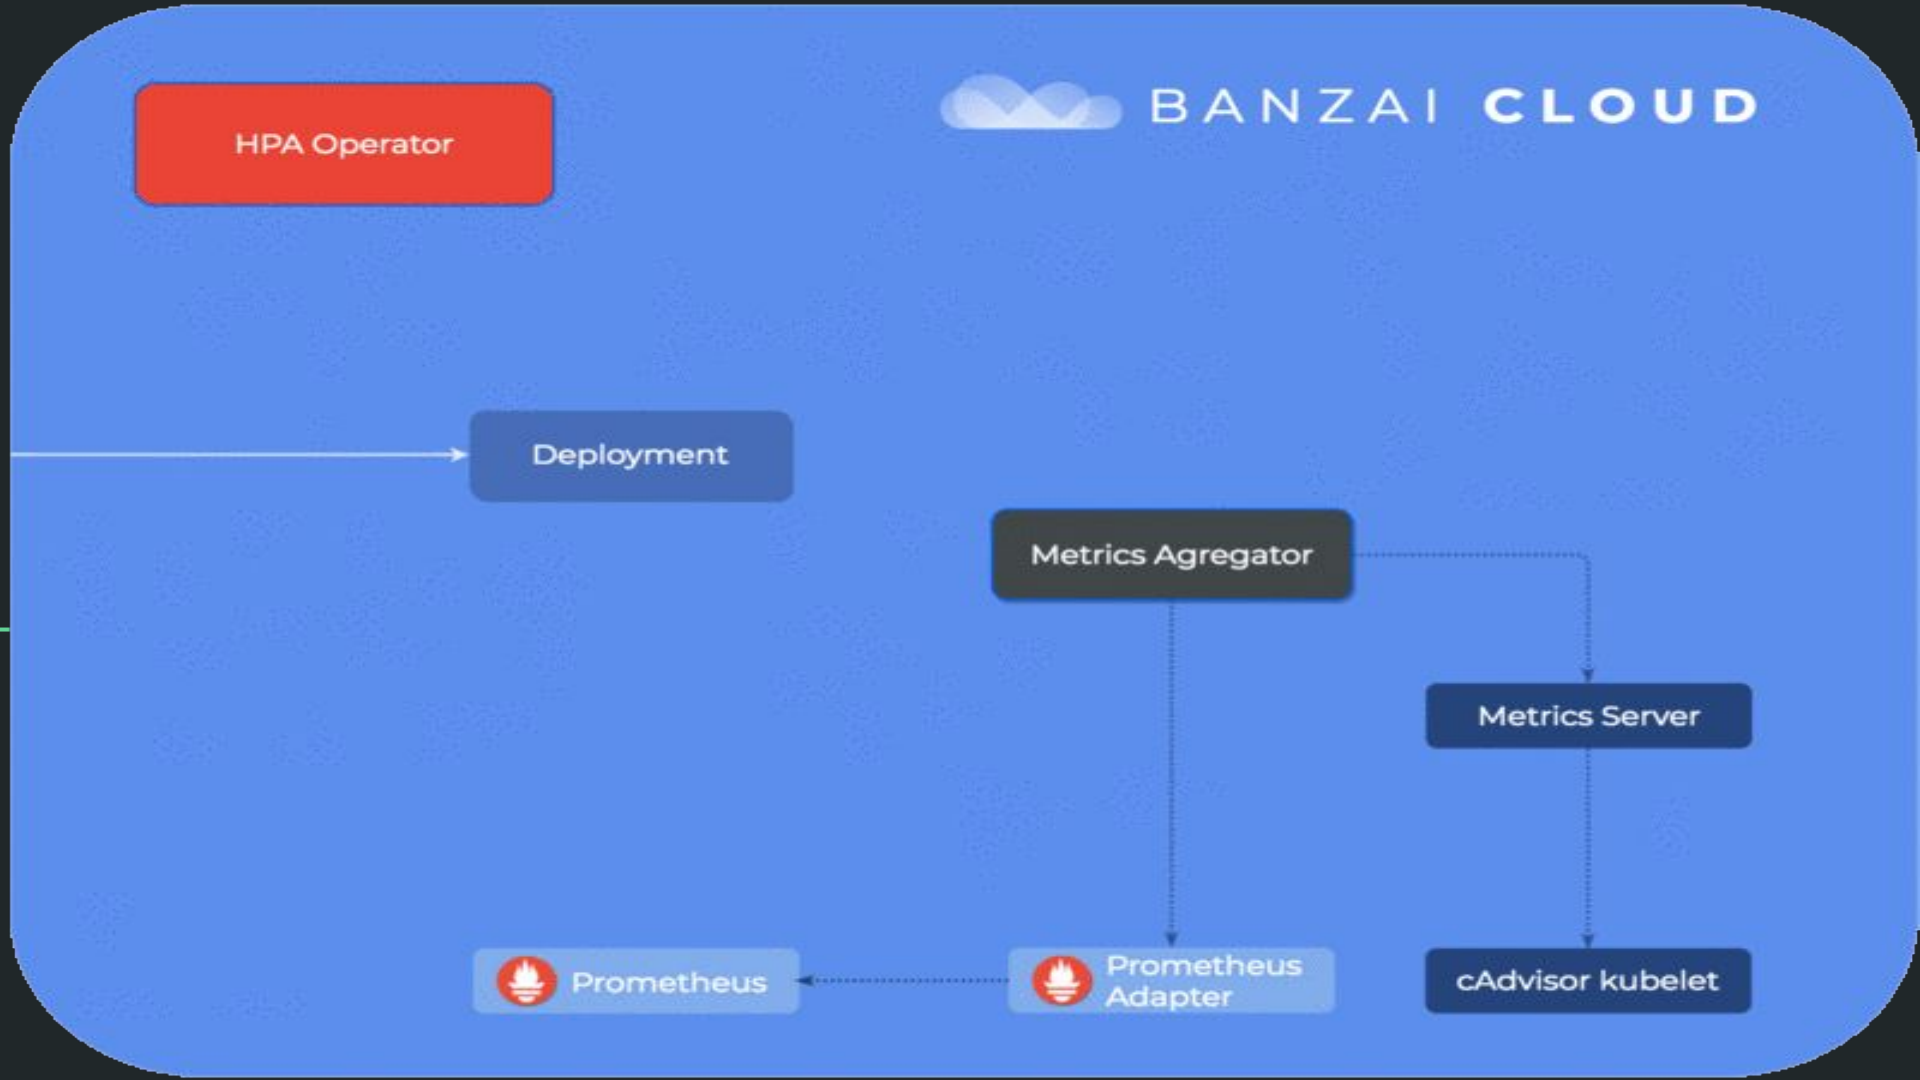 HPA Operator
BANZAI CLOUD
Deployment
Metrics Agregator
Metrics Server
Prometheus
Prometheus
Adapter
cAdvisor kubelet